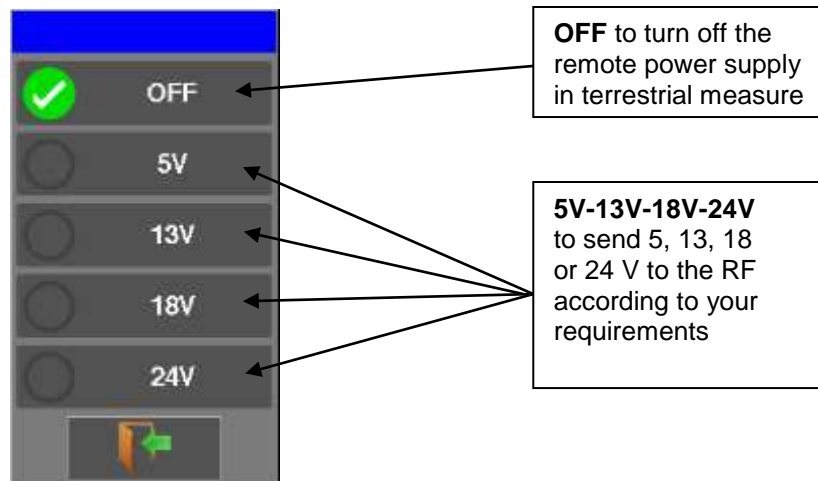 OFF
5V
13V
18V
24V
OFF to turn off the
remote power supply
in terrestrial measure
5V-13V-18V-24V
to send 5, 13, 18
or 24 V to the RF
according to your
requirements